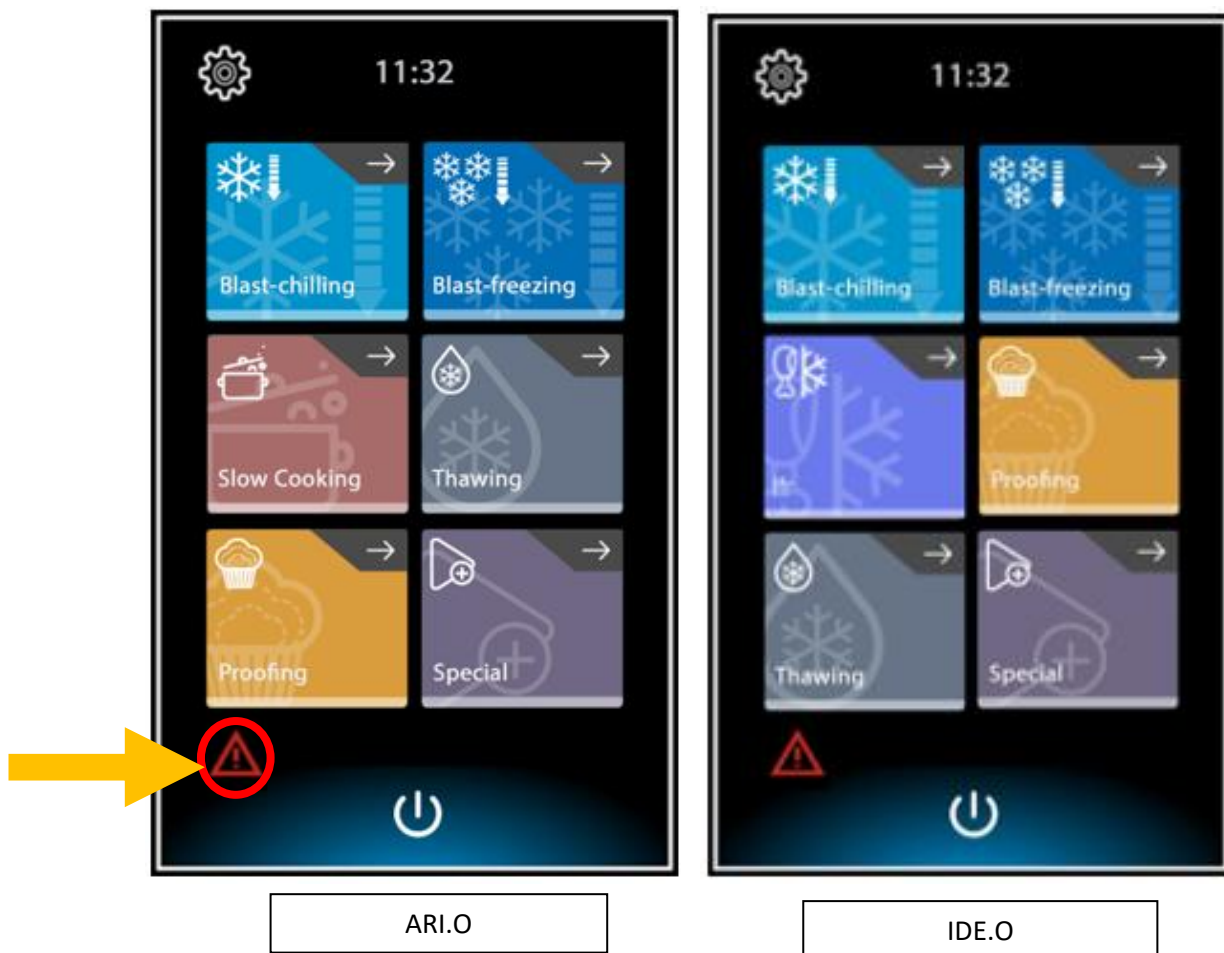 11:32
Blast-chilling
Blast-freezing
Slow Cooking
Thawing
Proofing
Special
ARI.O
11:32
Blast-chilling
Blast-freezing
Proofing
Thawing
Special
IDE.O